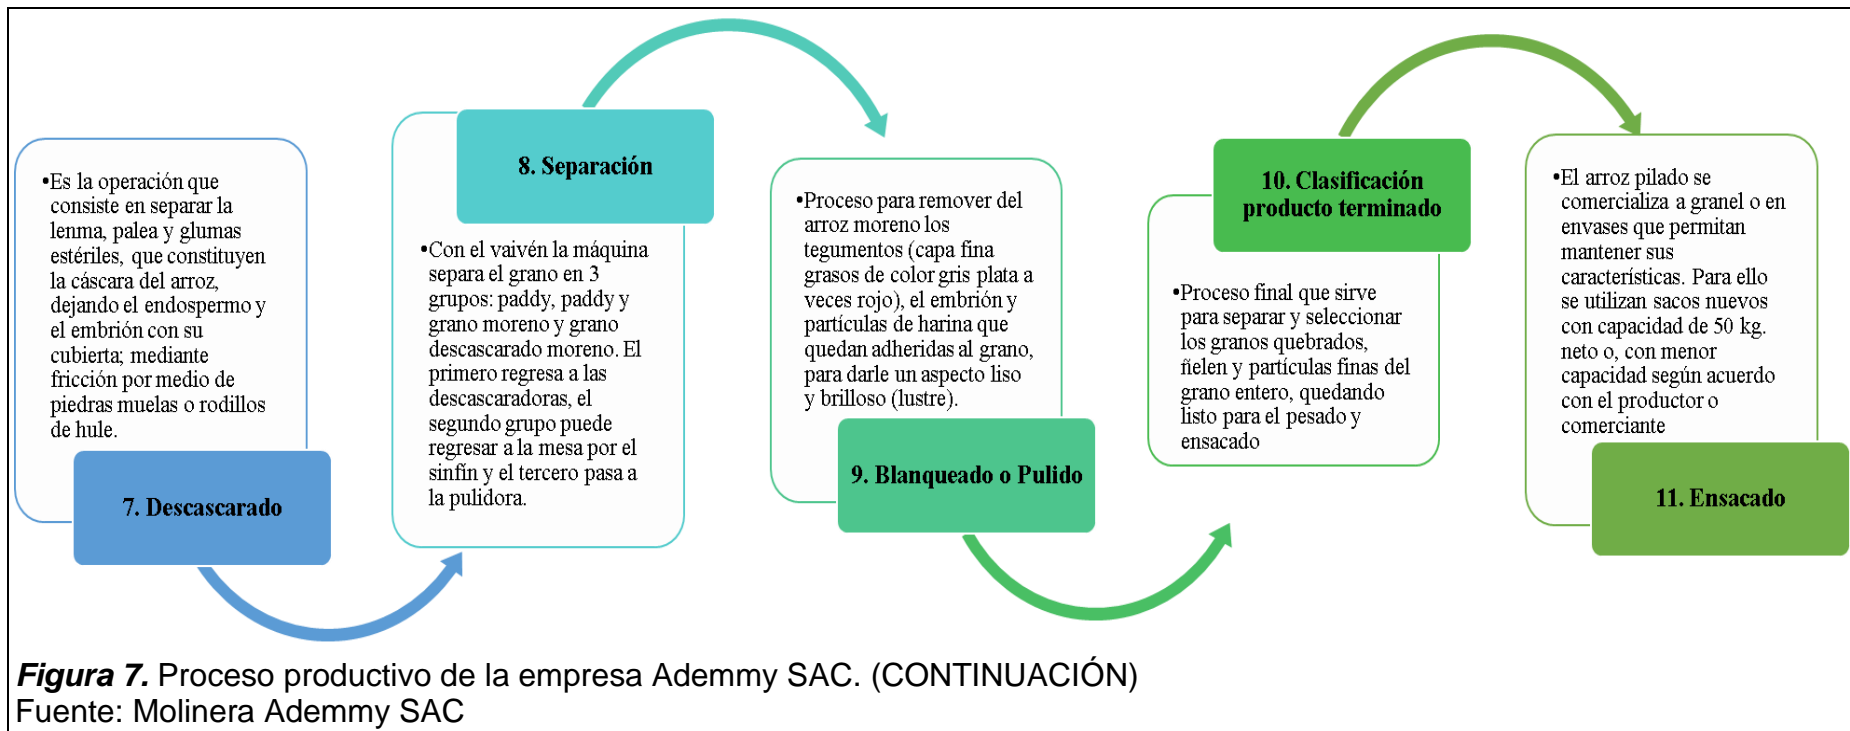 •Es la operación que
consiste en separar la
lenma, palea y glumas
estériles, que constituyen
la cáscara del arroz,
dejando el endospermo y
el embrión con su
cubierta; mediante
fricción por medio de
piedras muelas o rodillos
de hule.
7. Descascarado
8. Separación
•Con el vaivén la máquina
separa el grano en 3
grupos: paddy, paddy y
grano moreno y grano
descascarado moreno. El
primero regresa a las
descascaradoras, el
segundo grupo puede
regresar a la mesa por el
sinfín y el tercero pasa a
la pulidora.
•Proceso para remover del
arroz moreno los
tegumentos (capa fina
grasos de color gris plata a
veces rojo), el embrión y
partículas de harina que
quedan adheridas al grano,
para darle un aspecto liso
y brilloso (lustre).
9. Blanqueado o Pulido
10. Clasificación
producto terminado
•Proceso final que sirve
para separar y seleccionar
los granos quebrados,
ñelen y partículas finas del
grano entero, quedando
listo para el pesado y
ensacado
•El arroz pilado se
comercializa a granel o en
envases que permitan
mantener sus
características. Para ello
se utilizan sacos nuevos
con capacidad de 50 kg.
neto o, con menor
capacidad según acuerdo
con el productor o
comerciante
11. Ensacado
Figura 7. Proceso productivo de la empresa Ademmy SAC. (CONTINUACIÓN)
Fuente: Molinera Ademmy SAC